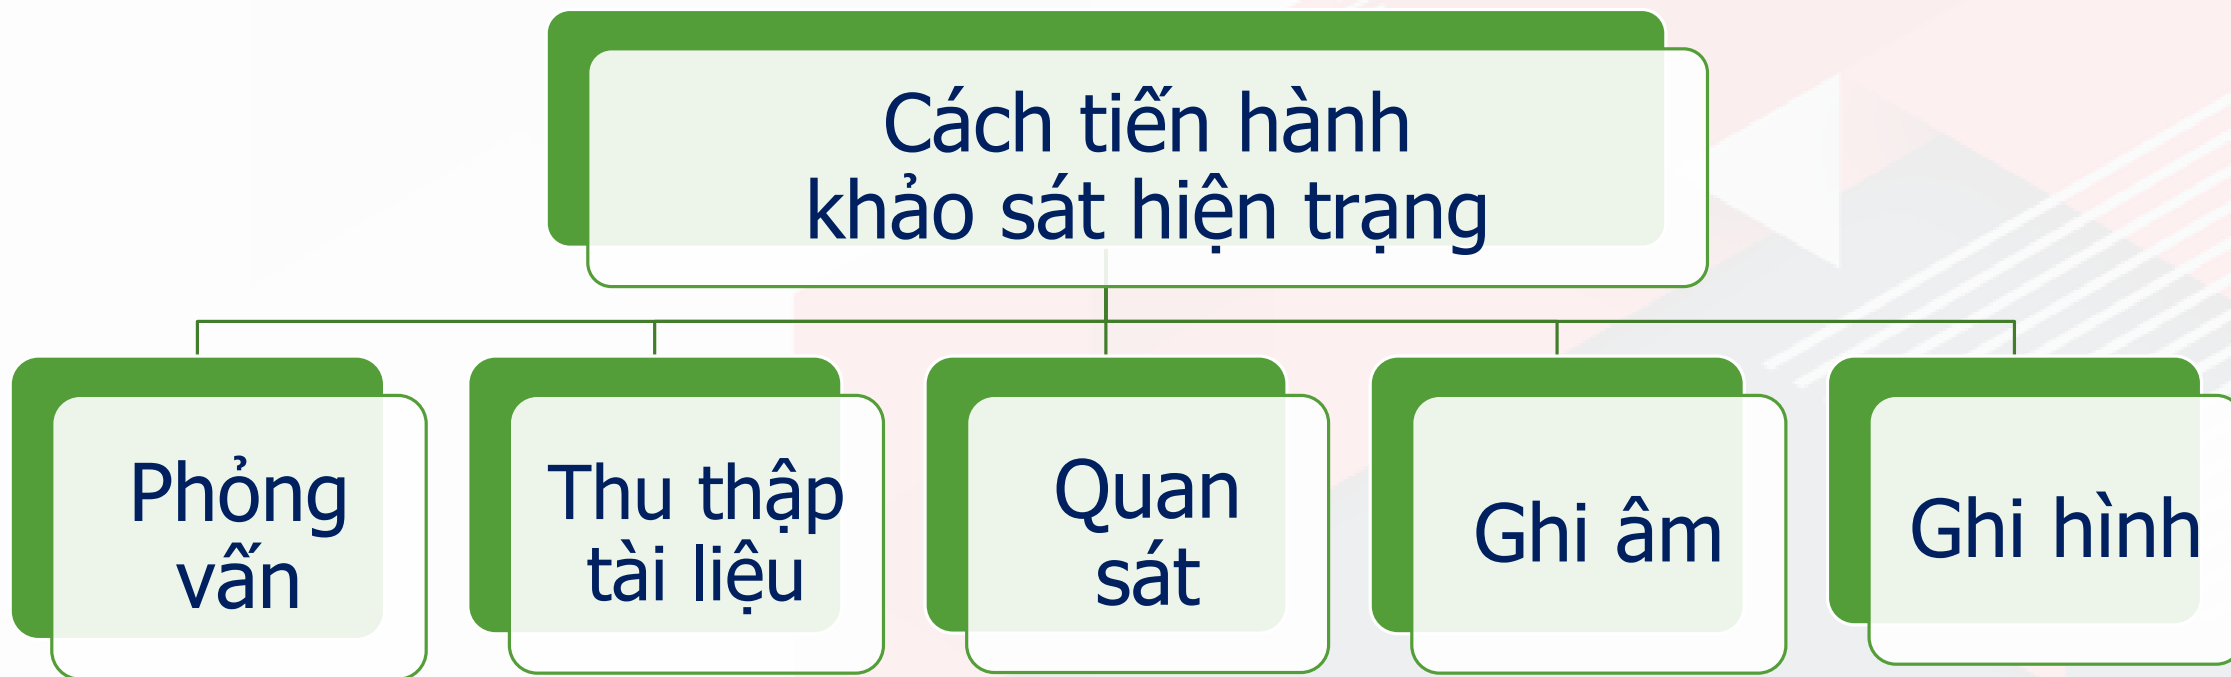 Cách tiến hành
khảo sát hiện trạng
Phỏng
vấn
Thu thập
tài liệu
Quan
sát
Ghi âm
Ghi hình